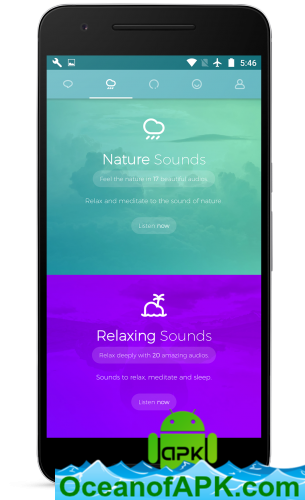 5:46
Nature Sounds
Feel the nature in 17 beautiful audios
Relax and meditate to the sound of nature
Listen now
Relaxing Sounds
Relax deeply with 20 amazing audios
Sounds to relax, meditate and sleep
Listen now
apk
OceanofAPK.com